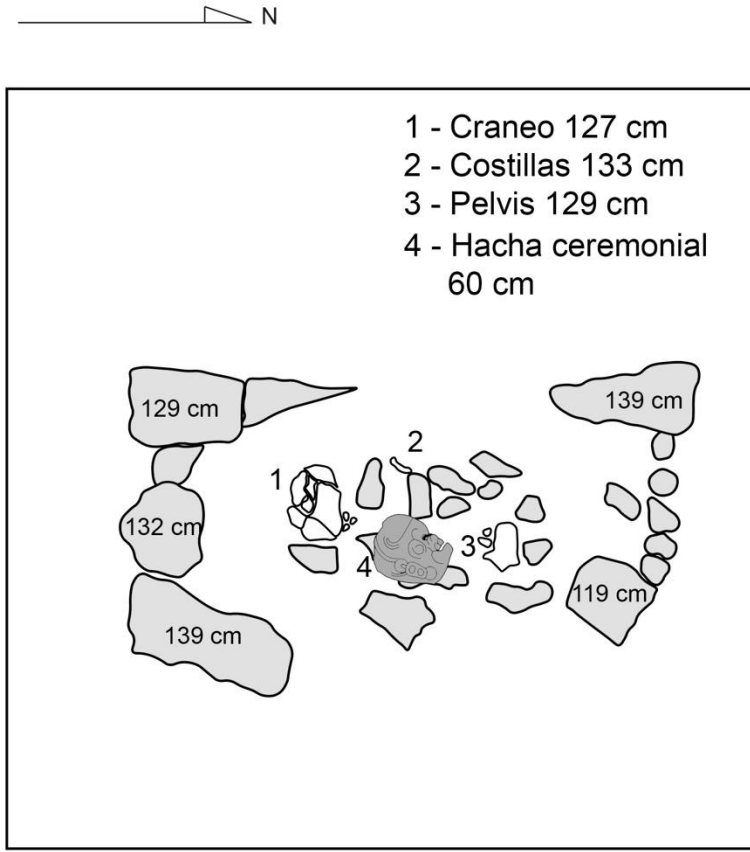 N
1 - Craneo 127 cm
2 - Costillas 133 cm
3 - Pelvis 129 cm
4 - Hacha ceremonial
60 cm
129 cm
139 cm
2
1
132 cm
3
4
119 cm
139 cm